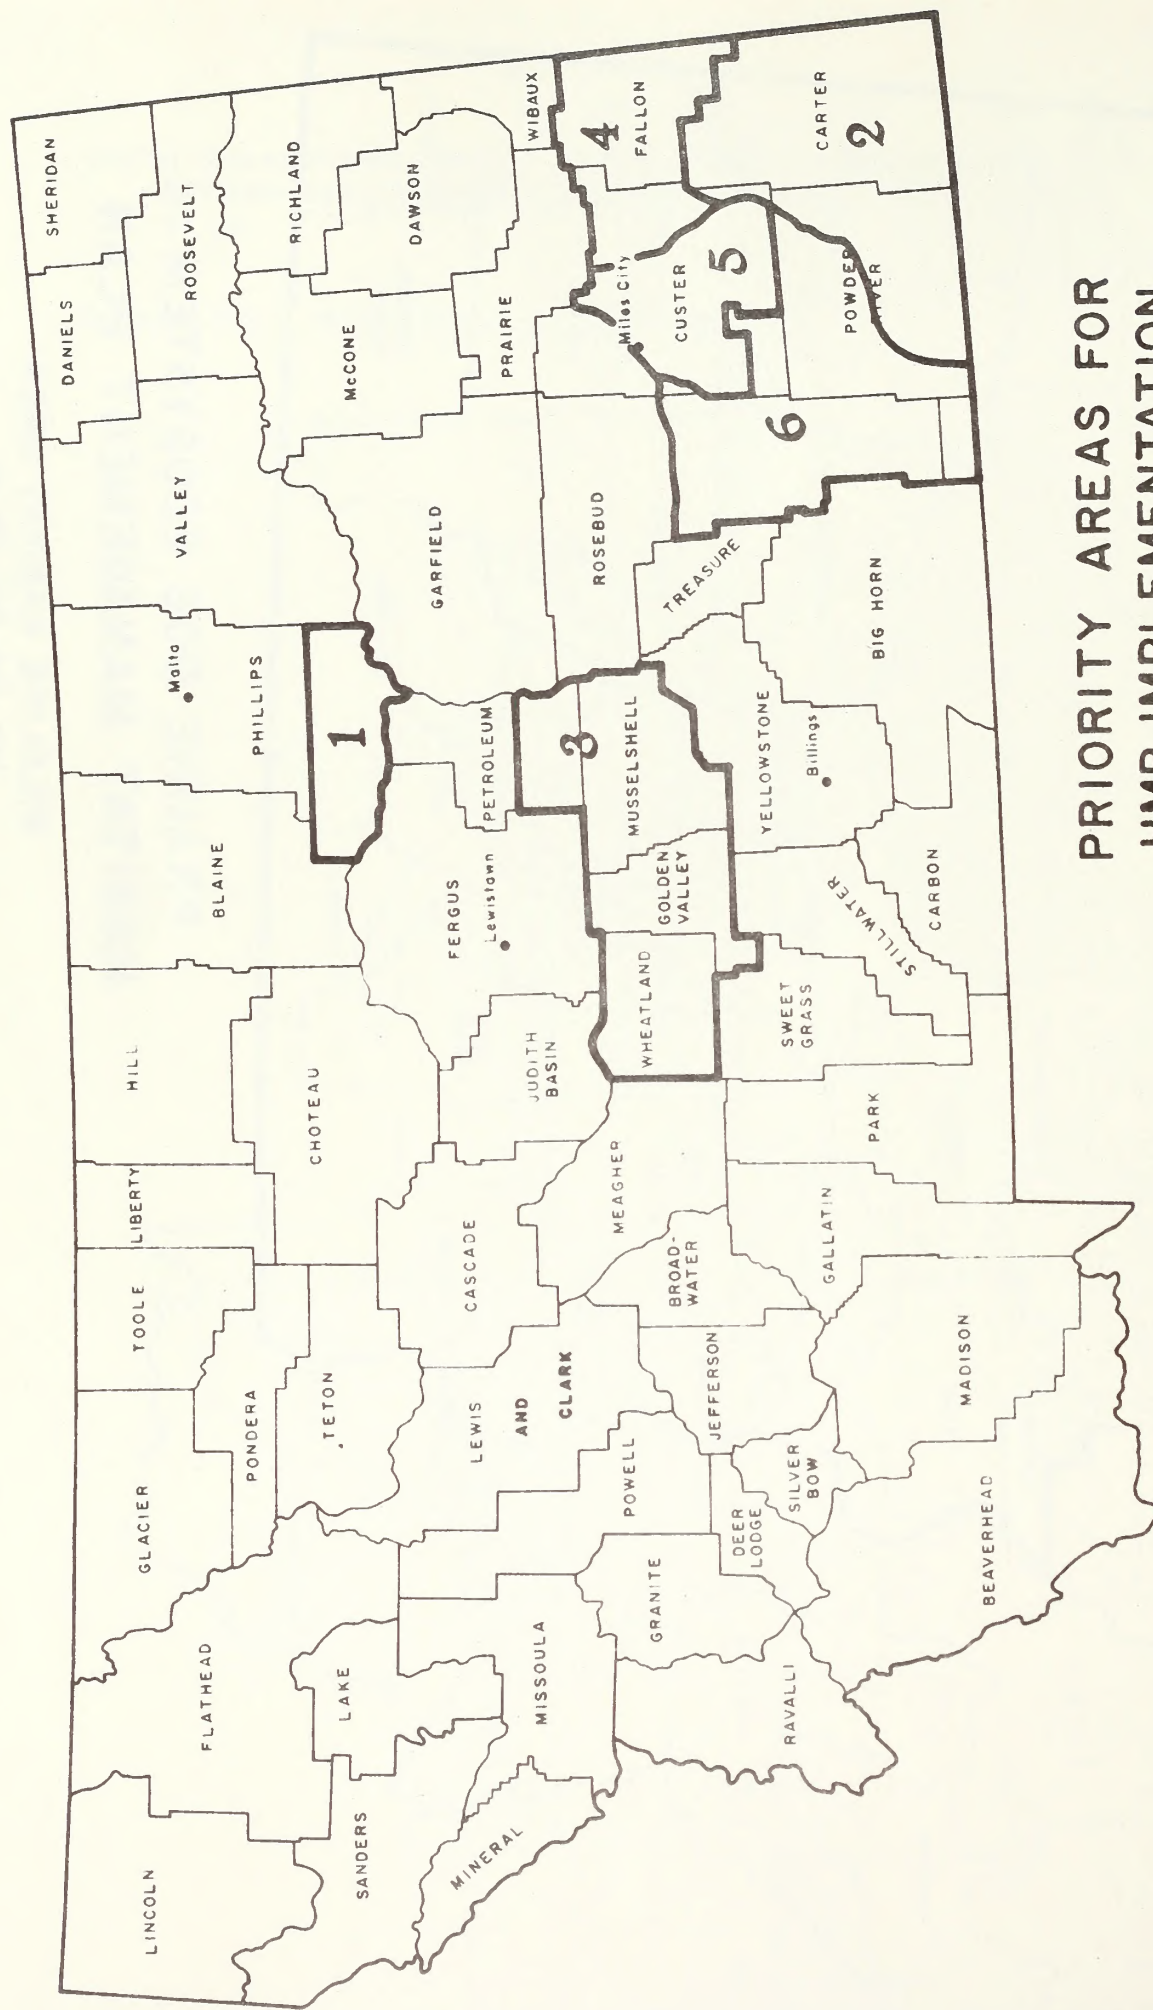 LINCOLN
FLATHEAD
GLACIER
TOOLE
LIBERTY
HILL
BLAINE
PHILLIPS
Malta
VALLEY
DANIELS
SHERIDAN
ROOSEVELT
SANDERS
LAKE
PONDERA
.TETON
CHOTEAU
1
RICHLAND
McCONE
DAWSON
MINERAL
MISSOULA
LEWIS
AND
CLARK
CASCADE
JUDITH
BASIN
FERGUS
Lewistown
PETROLEUM
GARFIELD
PRAIRIE
WIBAUX
POWELL
MEAGHER
WHEATLAND
GOLDEN
VALLEY
3
MUSSELSHELL
ROSEBUD
TREASURE
Miles City
CUSTER
4
FALLON
5
GRANITE
DEER
LODGE
JEFFERSON
BROAD-
WATER
RAVALLI
SILVER
BOW
GALLATIN
PARK
SWEET
GRASS
STILLWATER
YELLOWSTONE
Billings
BIG HORN
6
POWDER
RIVER
CARTER
2
BEAVERHEAD
MADISON
CARBON
PRIORITY AREAS FOR
HMP IMPLEMENTATION